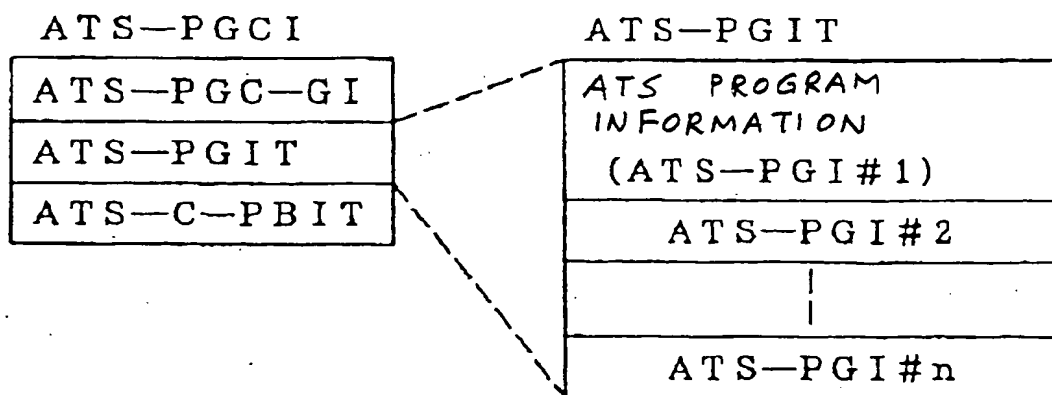 ATS—PGCI
ATS—PGC—GI
ATS—PGIT
ATS—C—PBIT
ATS—PGIT
ATS PROGRAM
INFORMATION
(ATS—PGI#1)
ATS—PGI#2
ATS—PGI#n